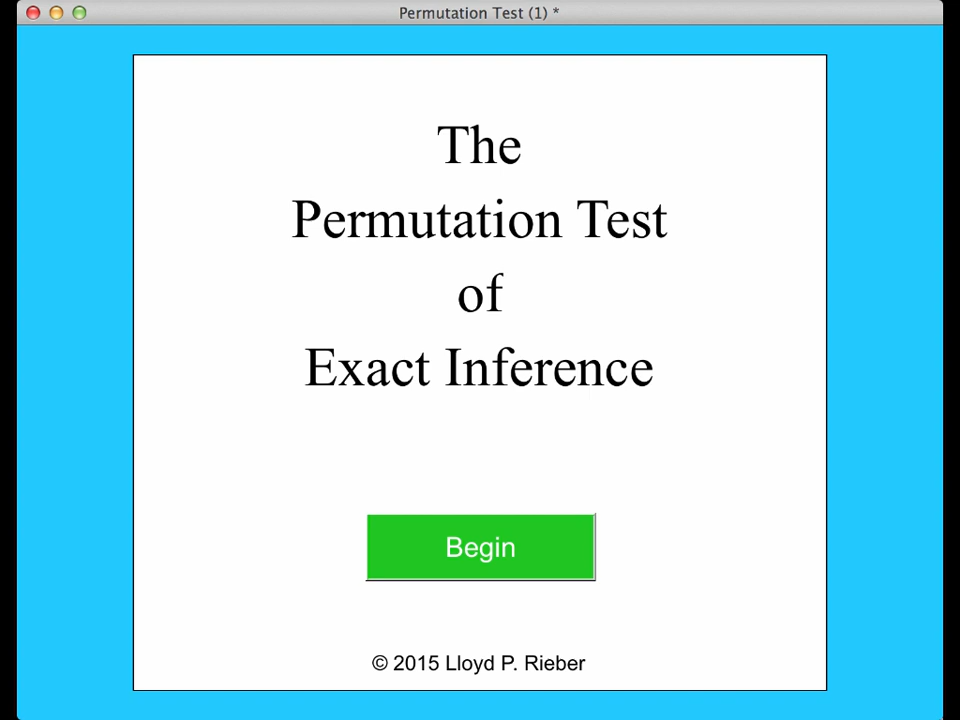 Permutation Test (1) *
The
Permutation Test
of
Exact Inference
Begin
© 2015 Lloyd P. Rieber